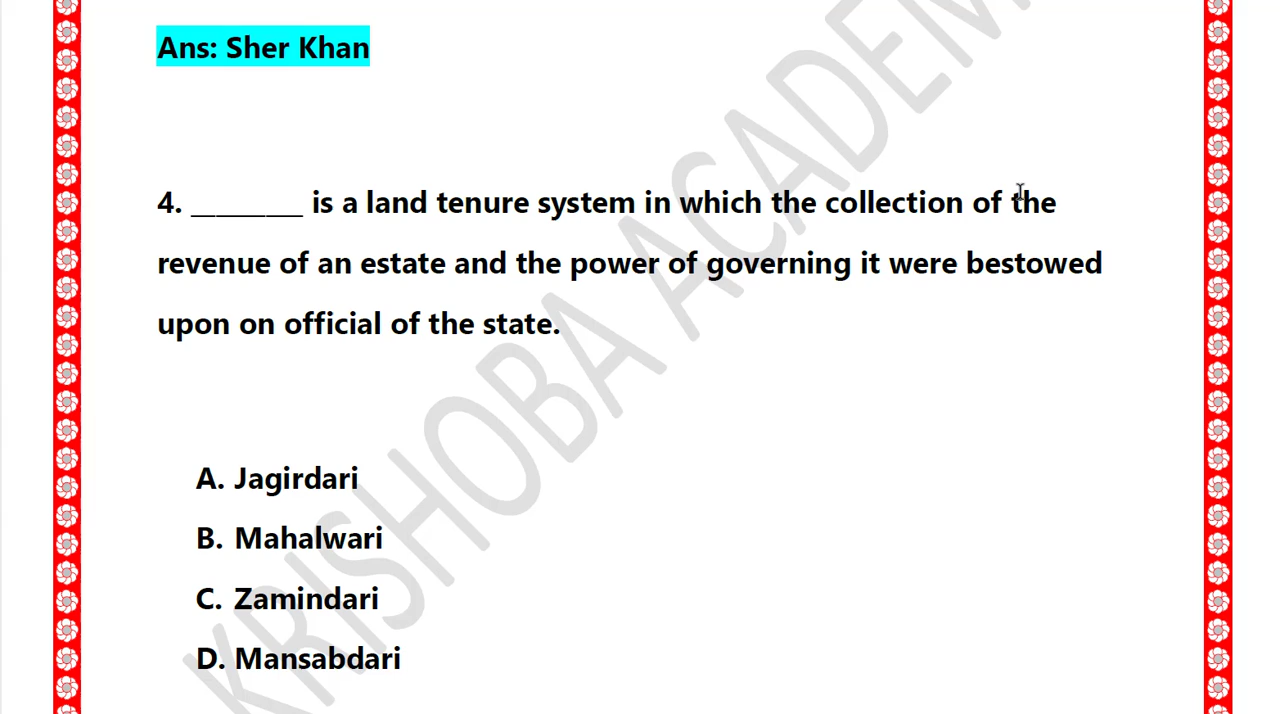 Ans: Sher Khan
4. ________ is a land tenure system in which the collection of the
revenue of an estate and the power of governing it were bestowed
upon on official of the state.
A. Jagirdari
B. Mahalwari
C. Zamindari
D. Mansabdari
KRISHOBA ACADEM